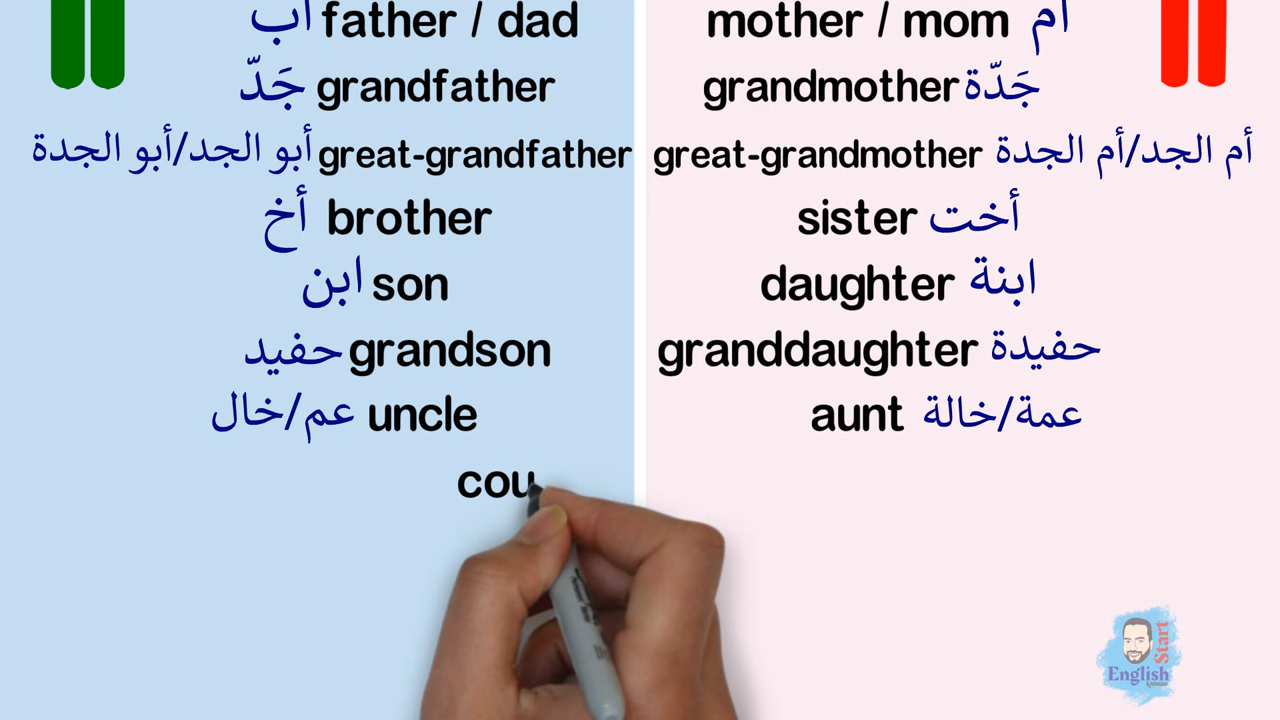 أب father / dad
mother / mom أم
جَدّ grandfather
grandmother جَدّة
أبو الجد/أبو الجدة great-grandfather
great-grandmother أم الجد/أم الجدة
أخ brother
sister أخت
ابن son
daughter ابنة
حفيد grandson
granddaughter حفيدة
عم/خال uncle
aunt عمة/خالة
cou
English
Start